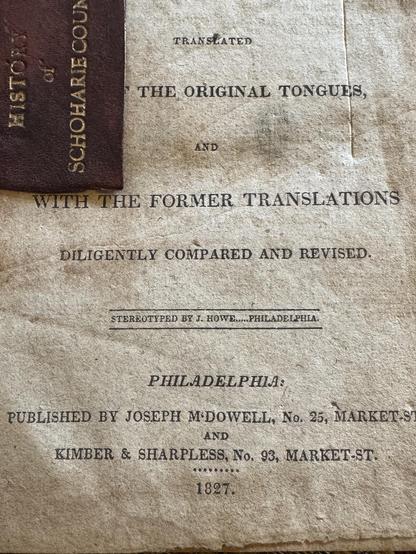 HISTORY
of
SCHOHARIE COUN
TRANSLATED
THE ORIGINAL TONGUES,
AND
WITH THE FORMER TRANSLATIONS
DILIGENTLY COMPARED AND REVISED.
STEREOTYPED BY J. HOWE.....PHILADELPHIA.
PHILADELPHIA:
PUBLISHED BY JOSEPH M‘DOWELL, No. 25, MARKET-ST
AND
KIMBER & SHARPLESS, No. 93, MARKET-ST.
1827.